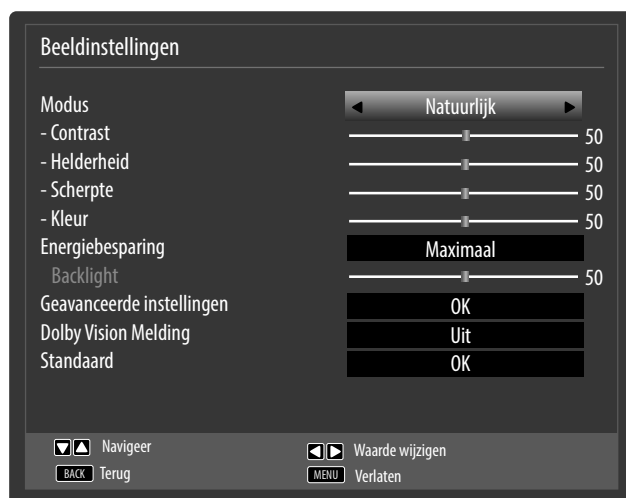 Beeldinstellingen
Modus Natuurlijk
- Contrast 50
- Helderheid 50
- Scherpte 50
- Kleur 50
Energiebesparing Maximaal
Backlight 50
Geavanceerde instellingen OK
Dolby Vision Melding Uit
Standaard OK
Navigeer Waarde wijzigen
BACK Terug MENU Verlaten